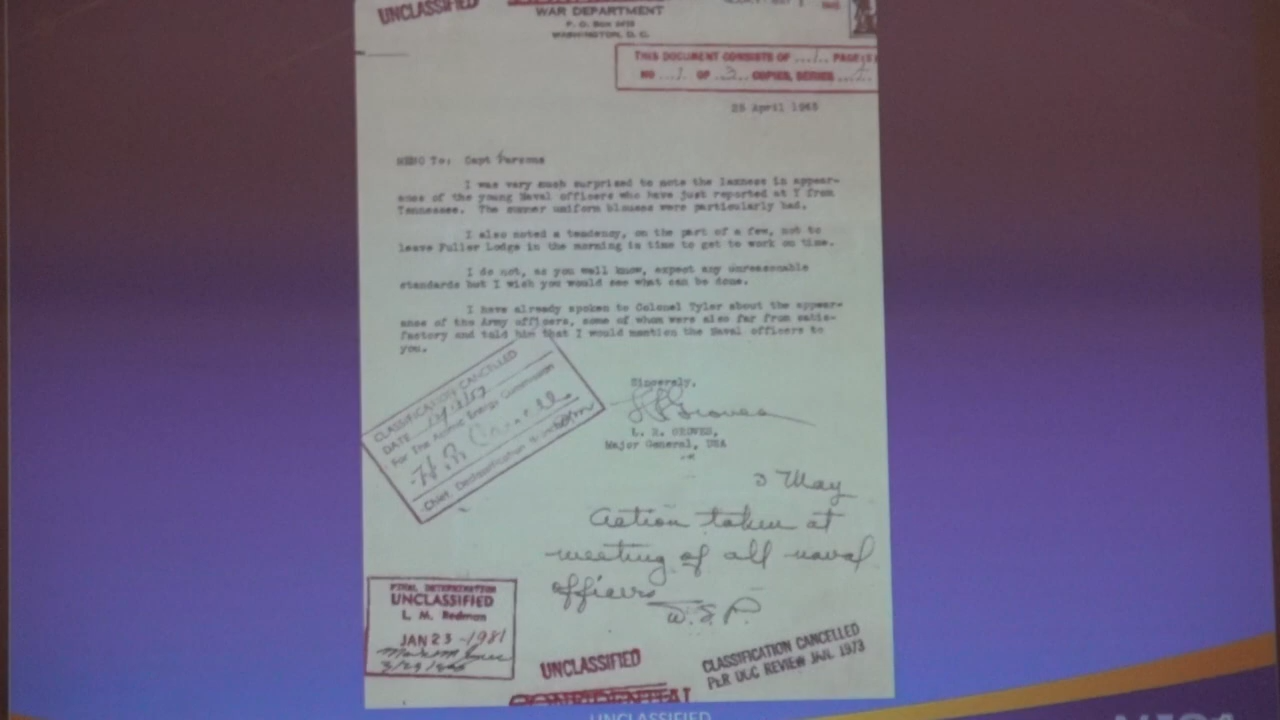 UNCLASSIFIED
WAR DEPARTMENT
WASHINGTON, D. C.
THIS DOCUMENT CONSISTS OF ...1... PAGE(S)
NO ...1. OF ..3... COPIES, SERIES
25 April 1945
MEMO To: Capt Parsons
I was very much surprised to note the laxness in appear-
ance of the young Naval officers who have just reported at Y from
Tennessee. The summer uniform blouses were particularly bad.
I also noted a tendency, on the part of a few, not to
leave Fuller Lodge in the morning in time to get to work on time.
I do not, as you well know, expect any unreasonable
standards but I wish you would see what can be done.
I have already spoken to Colonel Tyler about the appear-
ance of the Army officers, some of whom were also far from satis-
factory and told him that I would mention the Naval officers to
you.
CLASSIFICATION CANCELLED
DATE
For The Atomic Energy Commission
Chief, Declassification Branch
Sincerely,
L R Groves
L. R. GROVES,
Major General, USA
3 May
Action taken at
meeting of all naval
officers
W.S.P.
FINAL DETERMINATION
UNCLASSIFIED
L. M. Redman
JAN 23 1981
UNCLASSIFIED
CONFIDENTIAL
CLASSIFICATION CANCELLED
PER DOC REVIEW JAN. 1973
UNCLASSIFIED